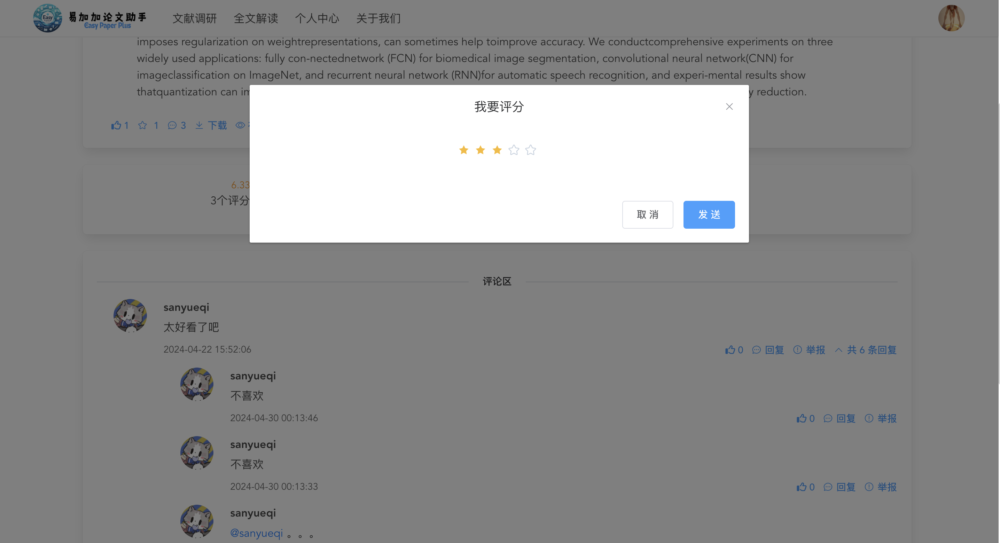 Easy
PAPER
易加加论文助手
Easy Paper Plus
文献调研 全文解读 个人中心 关于我们
imposes regularization on weightrepresentations, can sometimes help toimprove accuracy. We conductcomprehensive experiments on three
widely used applications: fully con-nectednetwork (FCN) for biomedical image segmentation, convolutional neural network(CNN) for
imageclassification on ImageNet, and recurrent neural network (RNN)for automatic speech recognition, and experi-mental results show
thatquantization can y reduction.
我要评分
1 1 3 下载
6.33
3个评分
取消 发送
评论区
sanyueqi
太好看了吧
2024-04-22 15:52:06 0 回复 举报 共 6 条回复
sanyueqi
不喜欢
2024-04-30 00:13:46 0 回复 举报
sanyueqi
不喜欢
2024-04-30 00:13:33 0 回复 举报
sanyueqi
@sanyueqi 。。。